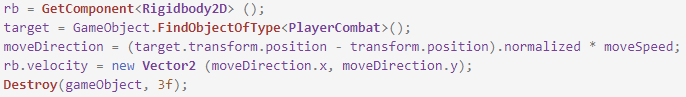 rb = GetComponent<Rigidbody2D> ();
target = GameObject.FindObjectOfType<PlayerCombat>();
moveDirection = (target.transform.position - transform.position).normalized * moveSpeed;
rb.velocity = new Vector2 (moveDirection.x, moveDirection.y);
Destroy(gameObject, 3f);